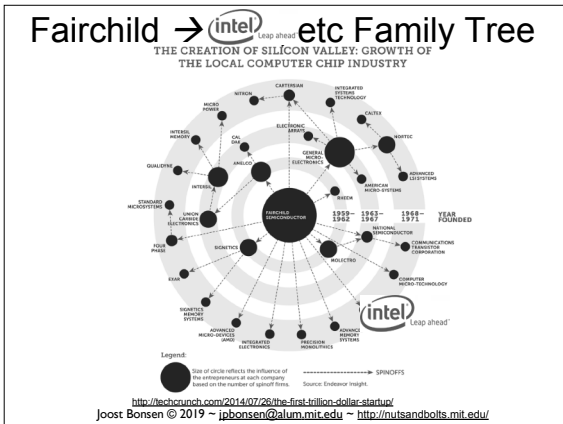 Fairchild → intel Leap ahead™ etc Family Tree
THE CREATION OF SILICON VALLEY: GROWTH OF
THE LOCAL COMPUTER CHIP INDUSTRY
CARTERSIAN
NITRON
INTEGRATED
SYSTEMS
TECHNOLOGY
MICRO
POWER
CALTEX
ELECTRONIC
ARRAYS
NORTEC
INTERSIL
MEMORY
CAL
DAK
GENERAL
MICRO-
ELECTRONICS
AMELCO
QUALIDYNE
INTERSIL
ADVANCED
LSI SYSTEMS
AMERICAN
MICRO-SYSTEMS
RHEEM
STANDARD
MICROSYSTEMS
UNION
CARBIDE
ELECTRONICS
FAIRCHILD
SEMICONDUCTOR
1959–
1962
1963–
1967
1968–
1971
YEAR
FOUNDED
NATIONAL
SEMICONDUCTOR
FOUR
PHASE
SIGNETICS
MOLECTRO
COMMUNICATIONS
TRANSISTOR
CORPORATION
EXAR
COMPUTER
MICRO-TECHNOLOGY
SIGNETICS
MEMORY
SYSTEMS
intel Leap ahead™
ADVANCED
MICRO-DEVICES
(AMD)
INTEGRATED
ELECTRONICS
PRECISION
MONOLITHICS
ADVANCE
MEMORY
SYSTEMS
Legend:
Size of circle reflects the influence of
the entrepreneurs at each company
based on the number of spinoff firms.
SPINOFFS
Source: Endeavor Insight.
http://techcrunch.com/2014/07/26/the-first-trillion-dollar-startup/
Joost Bonsen © 2019 ~ jpbonsen@alum.mit.edu ~ http://nutsandbolts.mit.edu/